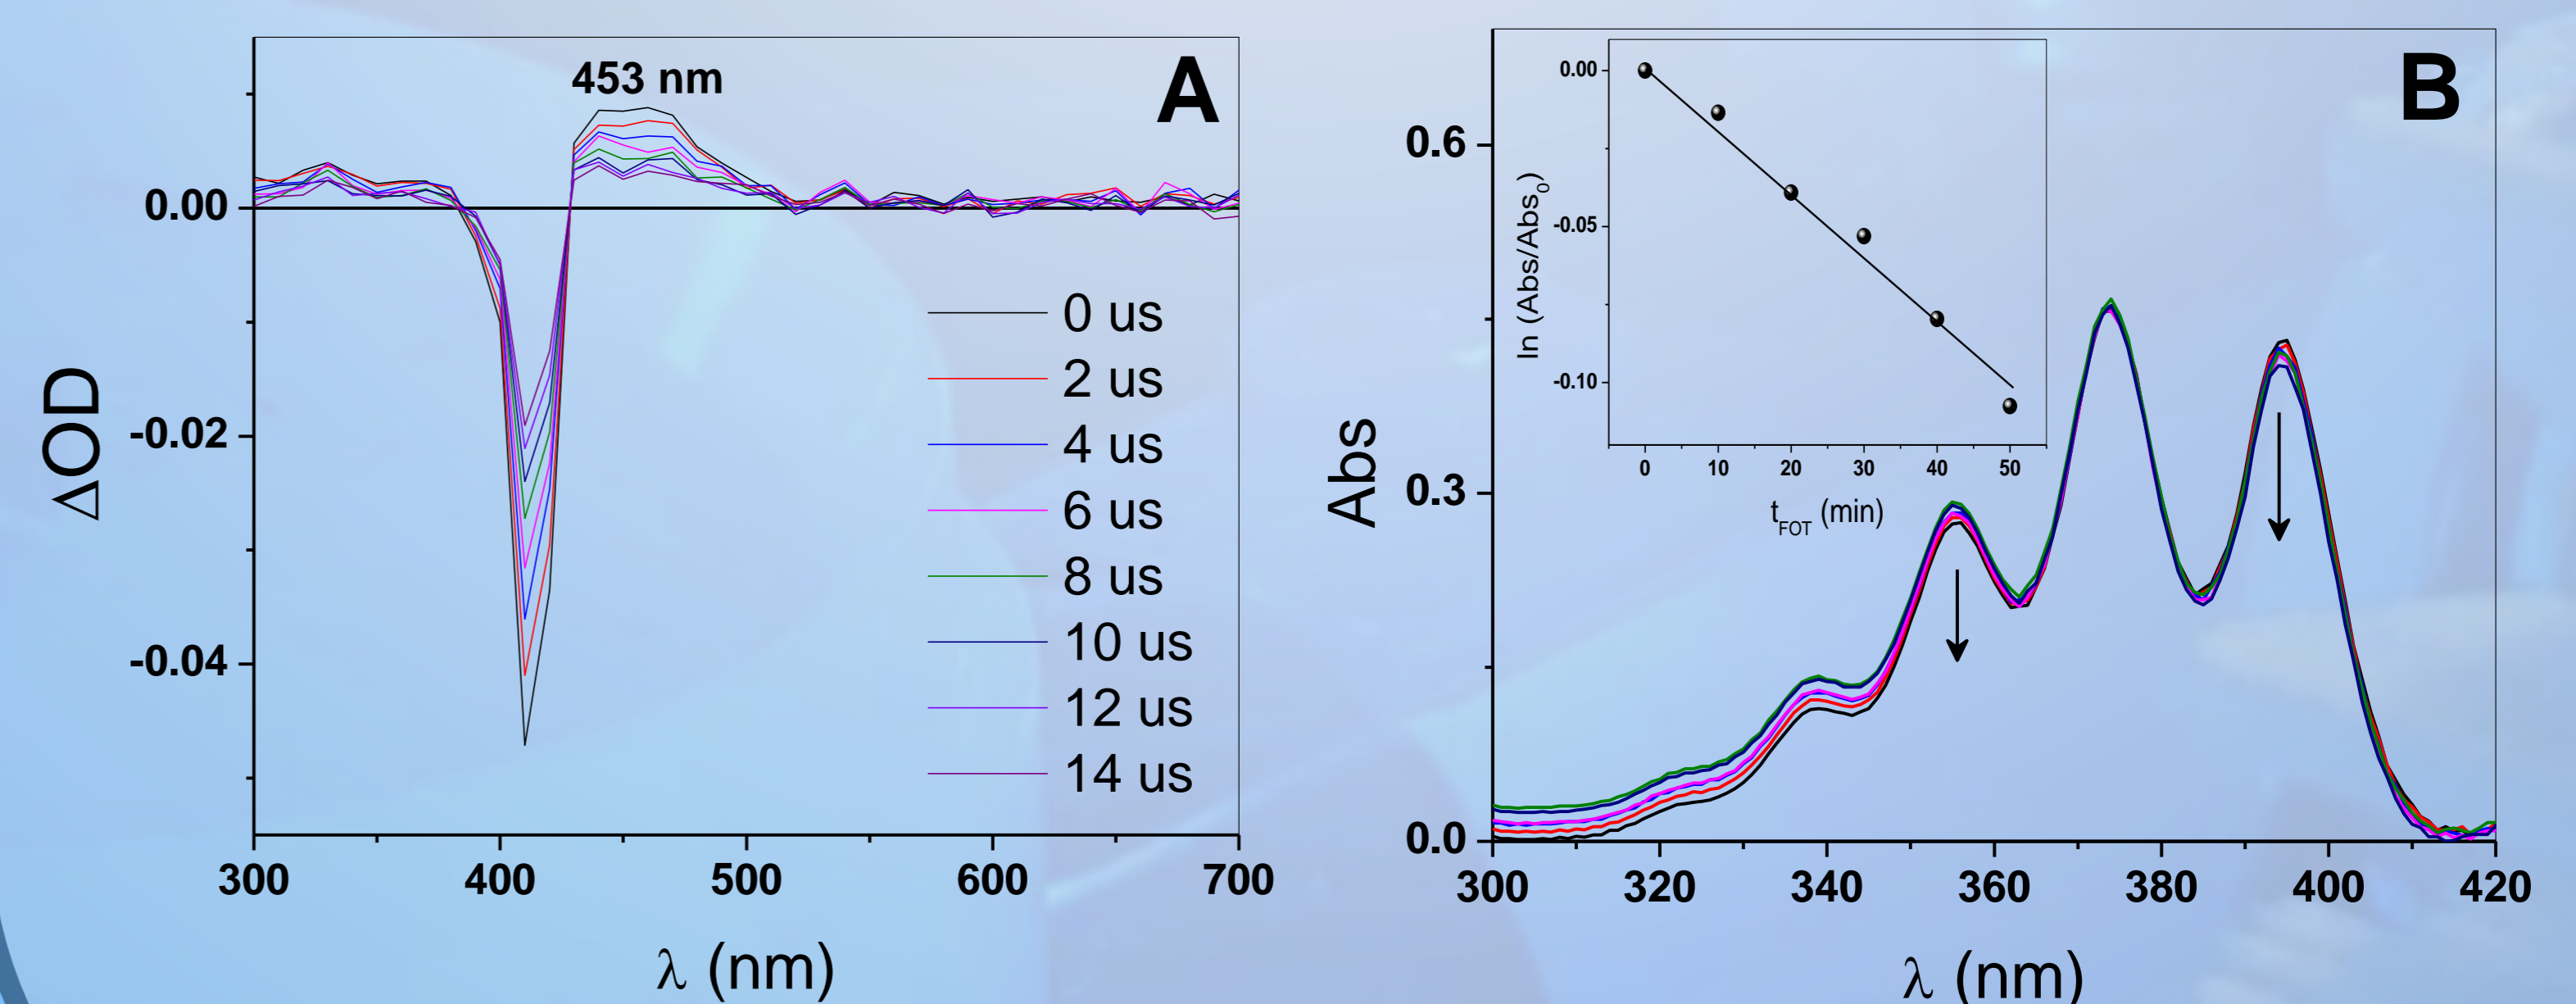 453 nm
A
0.00
-0.02
-0.04
ΔOD
0 us
2 us
4 us
6 us
8 us
10 us
12 us
14 us
300 400 500 600 700
λ (nm)
B
0.6
0.3
0.0
Abs
0.00
-0.05
-0.10
ln (Abs/Abs0)
0 10 20 30 40 50
tFOT (min)
300 320 340 360 380 400 420
λ (nm)